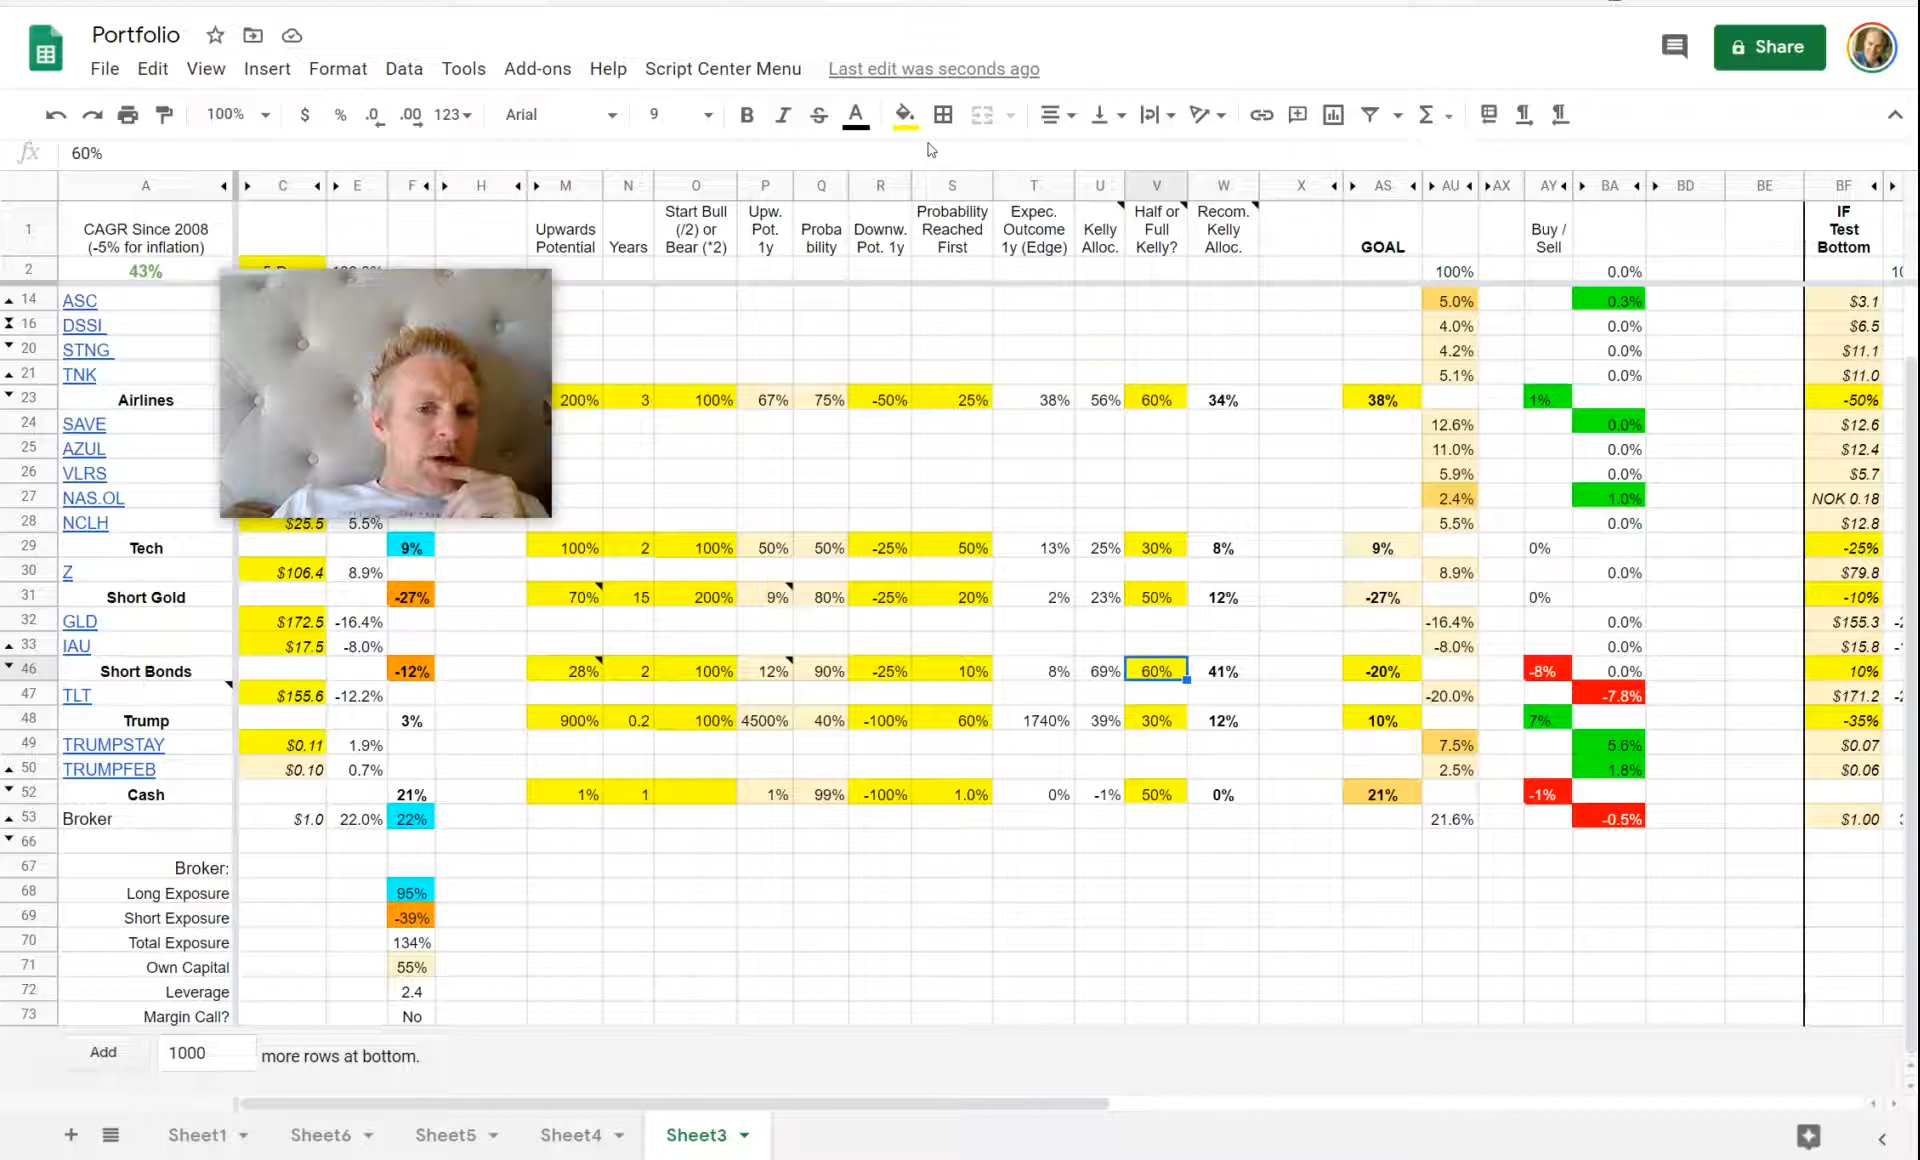 Portfolio
File Edit View Insert Format Data Tools Add-ons Help Script Center Menu Last edit was seconds ago
Share
100% $ % .0 .00 123 Arial 9 B I S A
fx 60%
A C E F H M N O P Q R S T U V W X AS AU AX AY BA BD BE BF
1 CAGR Since 2008 (-5% for inflation) Upwards Potential Years Start Bull (/2) or Bear (*2) Upw. Pot. 1y Proba bility Downw. Pot. 1y Probability Reached First Expec. Outcome 1y (Edge) Kelly Alloc. Half or Full Kelly? Recom. Kelly Alloc. GOAL Buy / Sell IF Test Bottom
2 43% 100% 0.0%
14 ASC 5.0% 0.3% $3.1
16 DSSI 4.0% 0.0% $6.5
20 STNG 4.2% 0.0% $11.1
21 TNK 5.1% 0.0% $11.0
23 Airlines 200% 3 100% 67% 75% -50% 25% 38% 56% 60% 34% 38% 1% -50%
24 SAVE 12.6% 0.0% $12.6
25 AZUL 11.0% 0.0% $12.4
26 VLRS 5.9% 0.0% $5.7
27 NAS.OL 2.4% 1.0% NOK 0.18
28 NCLH $25.5 5.5% 5.5% 0.0% $12.8
29 Tech 9% 100% 2 100% 50% 50% -25% 50% 13% 25% 30% 8% 9% 0% -25%
30 Z $106.4 8.9% 8.9% 0.0% $79.8
31 Short Gold -27% 70% 15 200% 9% 80% -25% 20% 2% 23% 50% 12% -27% 0% -10%
32 GLD $172.5 -16.4% -16.4% 0.0% $155.3
33 IAU $17.5 -8.0% -8.0% 0.0% $15.8
46 Short Bonds -12% 28% 2 100% 12% 90% -25% 10% 8% 69% 60% 41% -20% -8% 0.0% 10%
47 TLT $155.6 -12.2% -20.0% -7.8% $171.2
48 Trump 3% 900% 0.2 100% 4500% 40% -100% 60% 1740% 39% 30% 12% 10% 7% -35%
49 TRUMPSTAY $0.11 1.9% 7.5% 5.6% $0.07
50 TRUMPFEB $0.10 0.7% 2.5% 1.8% $0.06
52 Cash 21% 1% 1 1% 99% -100% 1.0% 0% -1% 50% 0% 21% -1%
53 Broker $1.0 22.0% 22% 21.6% -0.5% $1.00
66
67 Broker:
68 Long Exposure 95%
69 Short Exposure -39%
70 Total Exposure 134%
71 Own Capital 55%
72 Leverage 2.4
73 Margin Call? No
Add 1000 more rows at bottom.
Sheet1 Sheet6 Sheet5 Sheet4 Sheet3